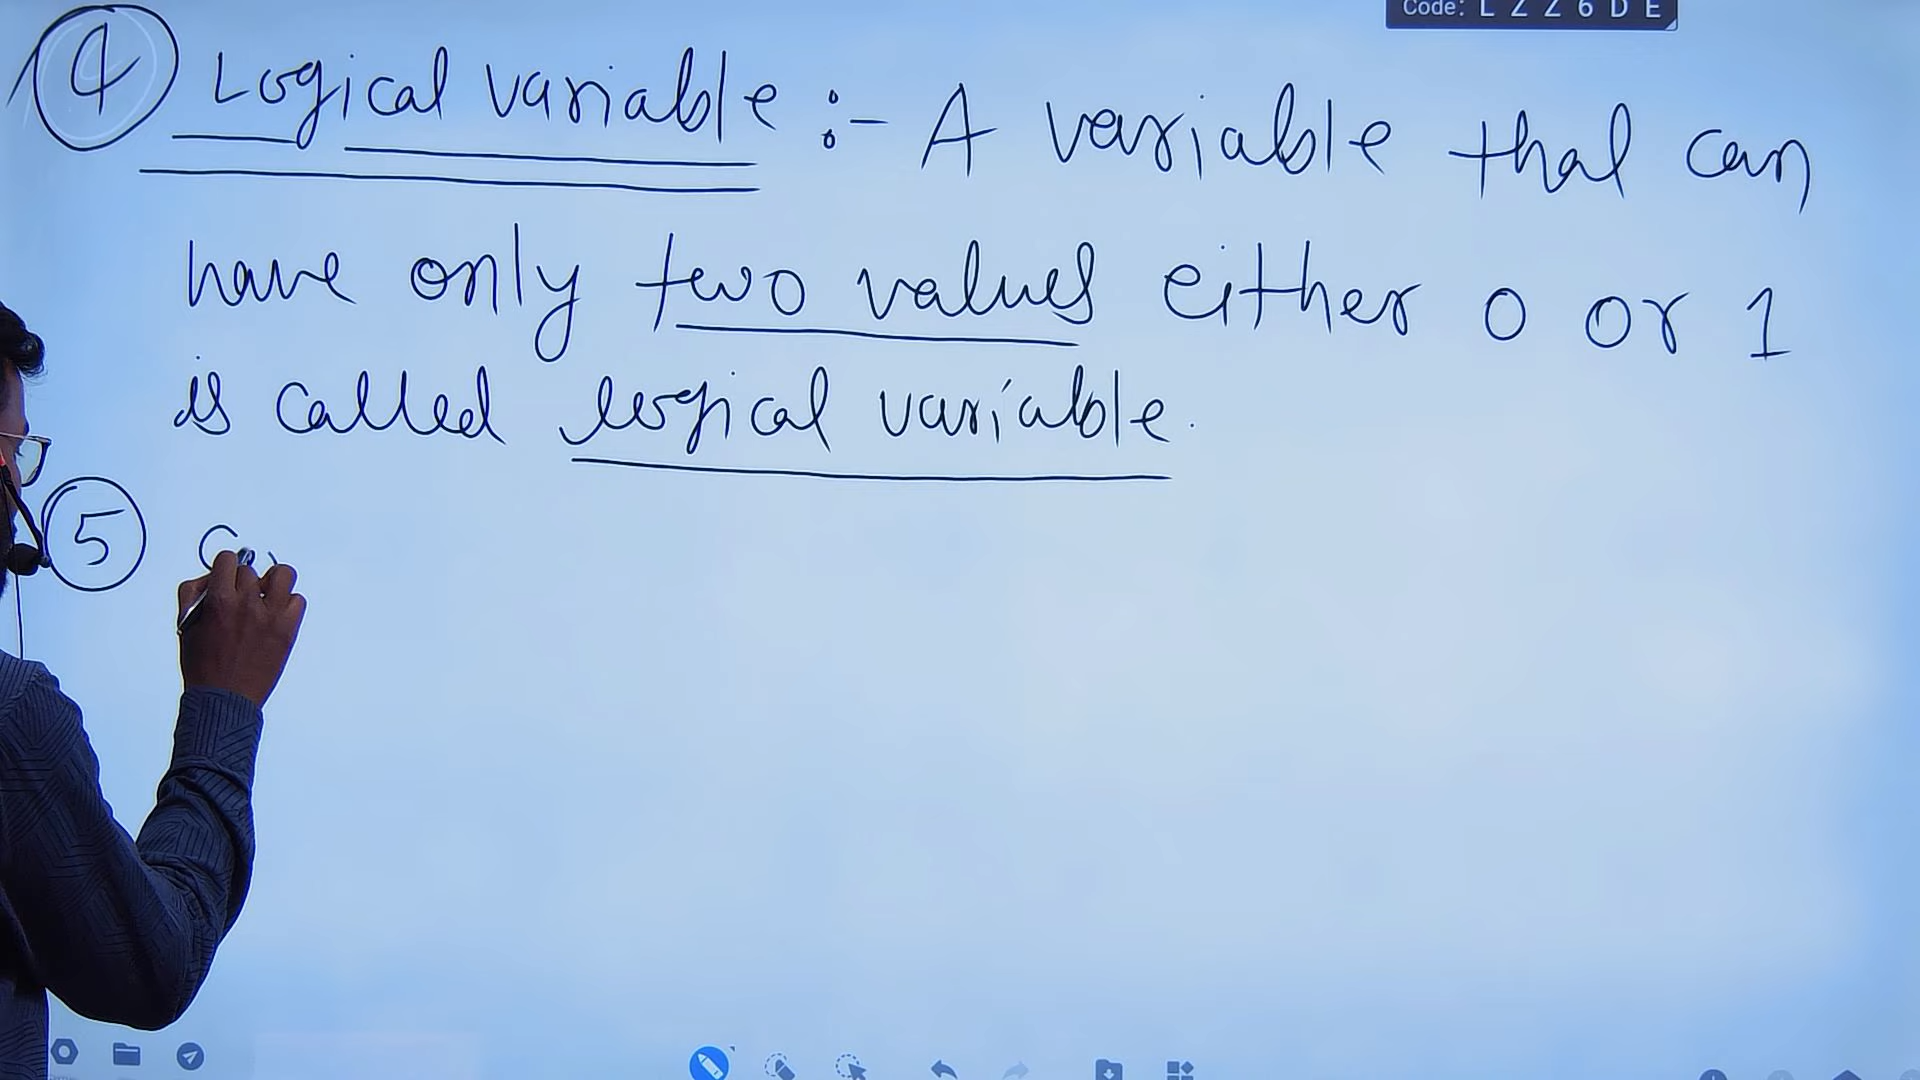 Code: L Z Z 6 D E
4 Logical variable :- A variable that can
have only two values either 0 or 1
is called logical variable.
5